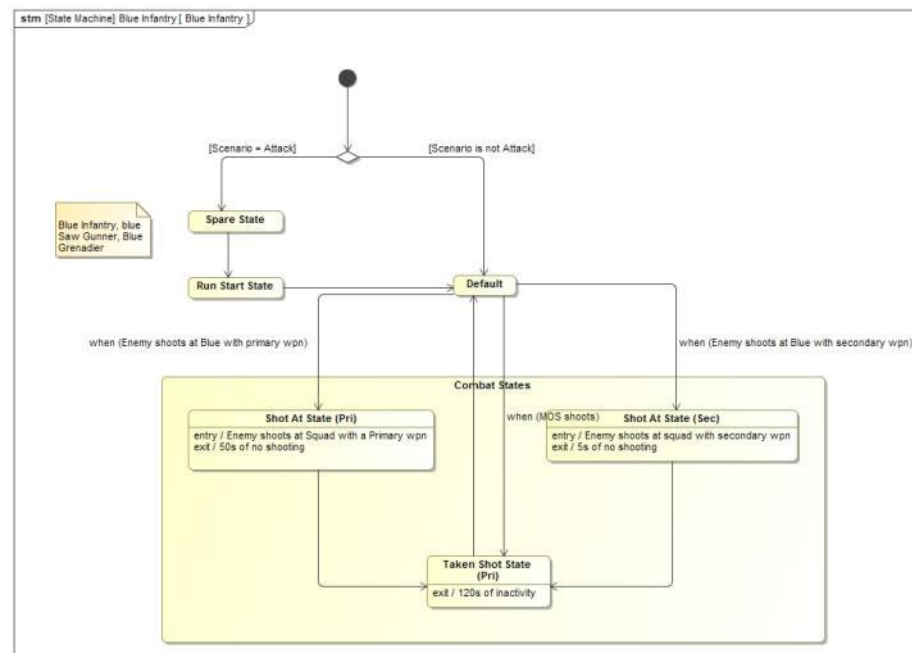 stm [State Machine] Blue Infantry [ Blue Infantry ]
[Scenario = Attack]
[Scenario is not Attack]
Blue Infantry, blue
Saw Gunner, Blue
Grenadier
Spare State
Run Start State
Default
when (Enemy shoots at Blue with primary wpn)
when (Enemy shoots at Blue with secondary wpn)
Combat States
Shot At State (Pri)
entry / Enemy shoots at Squad with a Primary wpn
exit / 50s of no shooting
when (MOS shoots)
Shot At State (Sec)
entry / Enemy shoots at squad with secondary wpn
exit / 5s of no shooting
Taken Shot State
(Pri)
exit / 120s of inactivity